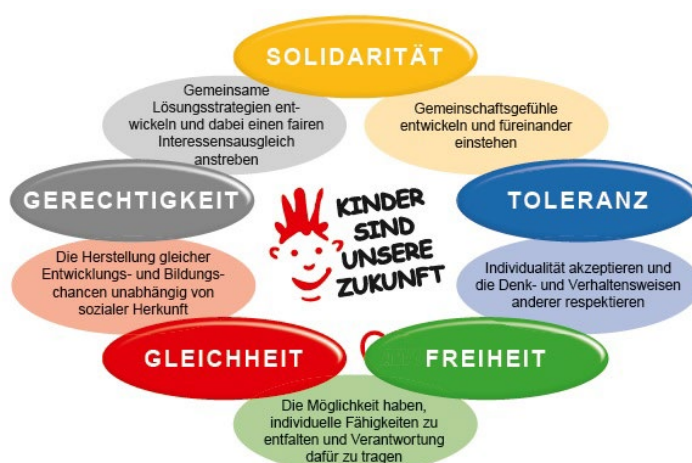 SOLIDARITÄT
Gemeinsame
Lösungsstrategien ent-
wickeln und dabei einen fairen
Interessensausgleich
anstreben
Gemeinschaftsgefühle
entwickeln und füreinander
einstehen
GERECHTIGKEIT
KINDER
SIND
UNSERE
ZUKUNFT
TOLERANZ
Die Herstellung gleicher
Entwicklungs- und Bildungs-
chancen unabhängig von
sozialer Herkunft
Individualität akzeptieren und
die Denk- und Verhaltensweisen
anderer respektieren
GLEICHHEIT
FREIHEIT
Die Möglichkeit haben,
individuelle Fähigkeiten zu
entfalten und Verantwortung
dafür zu tragen